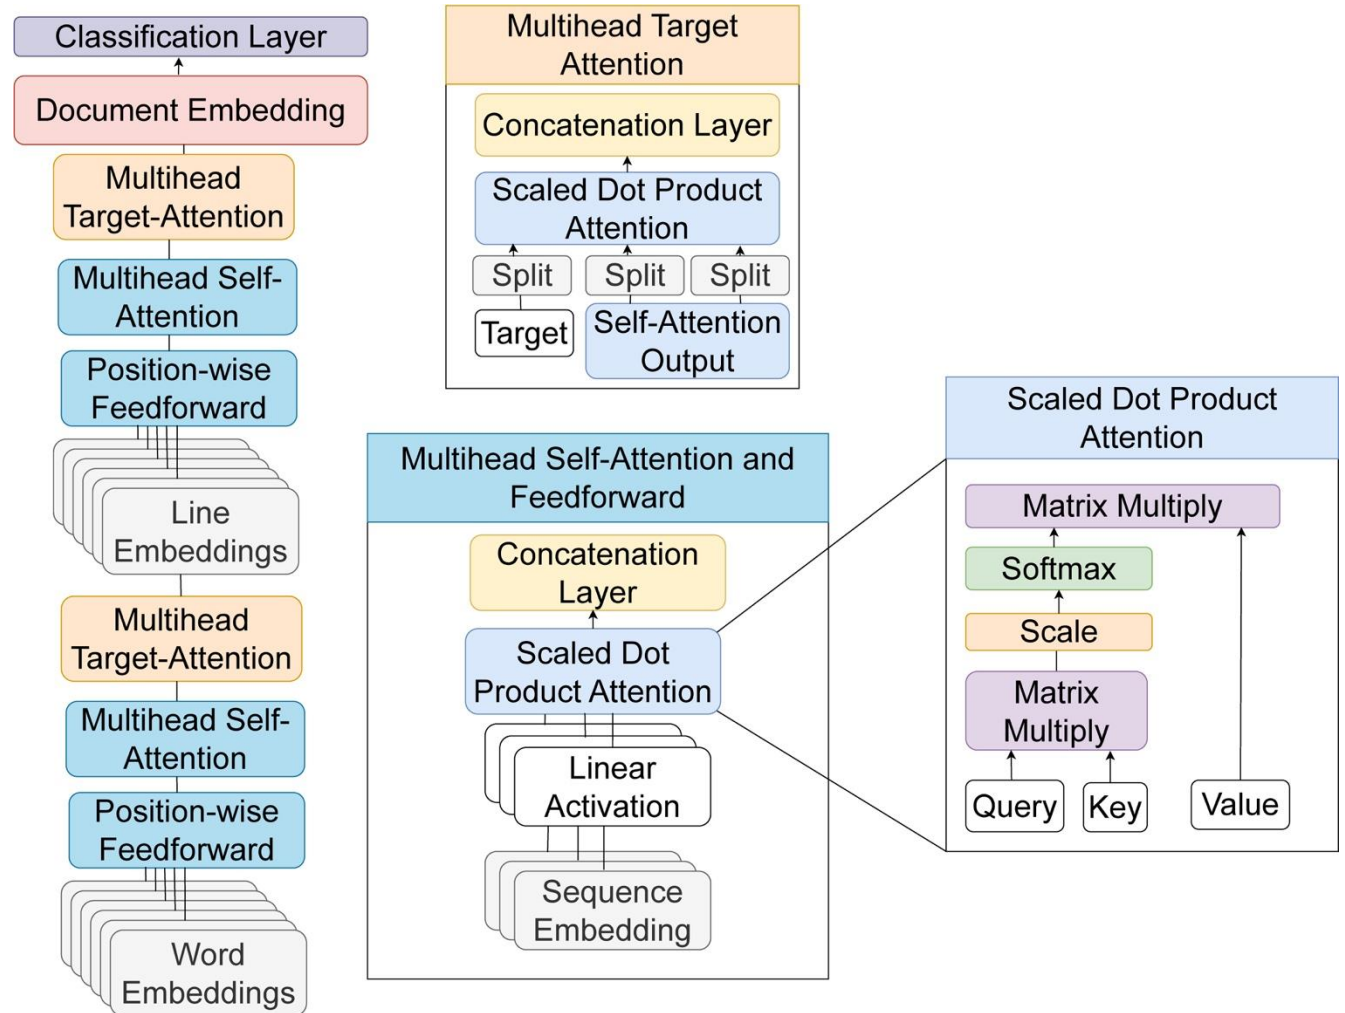 Classification Layer
Document Embedding
Multihead
Target-Attention
Multihead Self-
Attention
Position-wise
Feedforward
Line
Embeddings
Multihead
Target-Attention
Multihead Self-
Attention
Position-wise
Feedforward
Word
Embeddings
Multihead Target
Attention
Concatenation Layer
Scaled Dot Product
Attention
Split
Split
Split
Target
Self-Attention
Output
Multihead Self-Attention and
Feedforward
Concatenation
Layer
Scaled Dot
Product Attention
Linear
Activation
Sequence
Embedding
Scaled Dot Product
Attention
Matrix Multiply
Softmax
Scale
Matrix
Multiply
Query
Key
Value